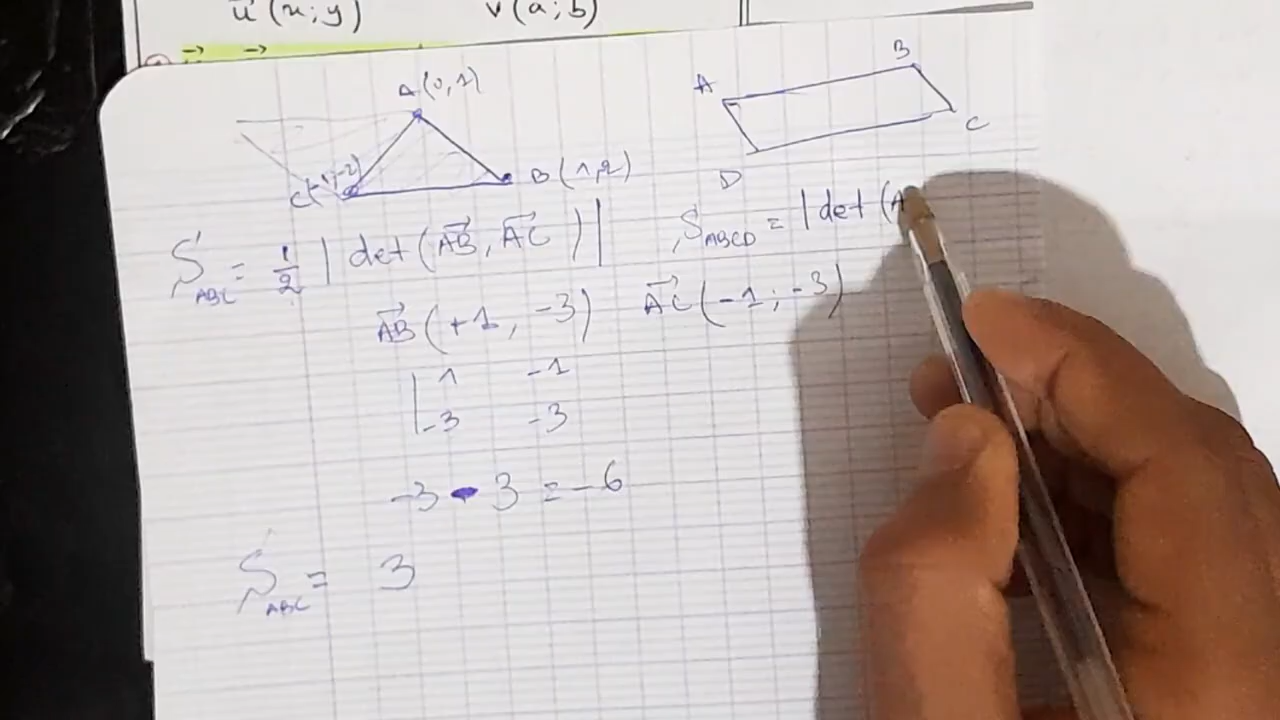 u⃗ (x; y) v (a; b)
A (0, 1) B
A
C
B (1, 2)
C(-1, -2)
D
S_ABC = 1/2 | det (AB⃗, AC⃗) | S_ABCD = | det (A
AB⃗ (+1, -3) AC⃗ (-1; -3)
| 1 -1
-3 -3
-3 - 3 = -6
S_ABC = 3